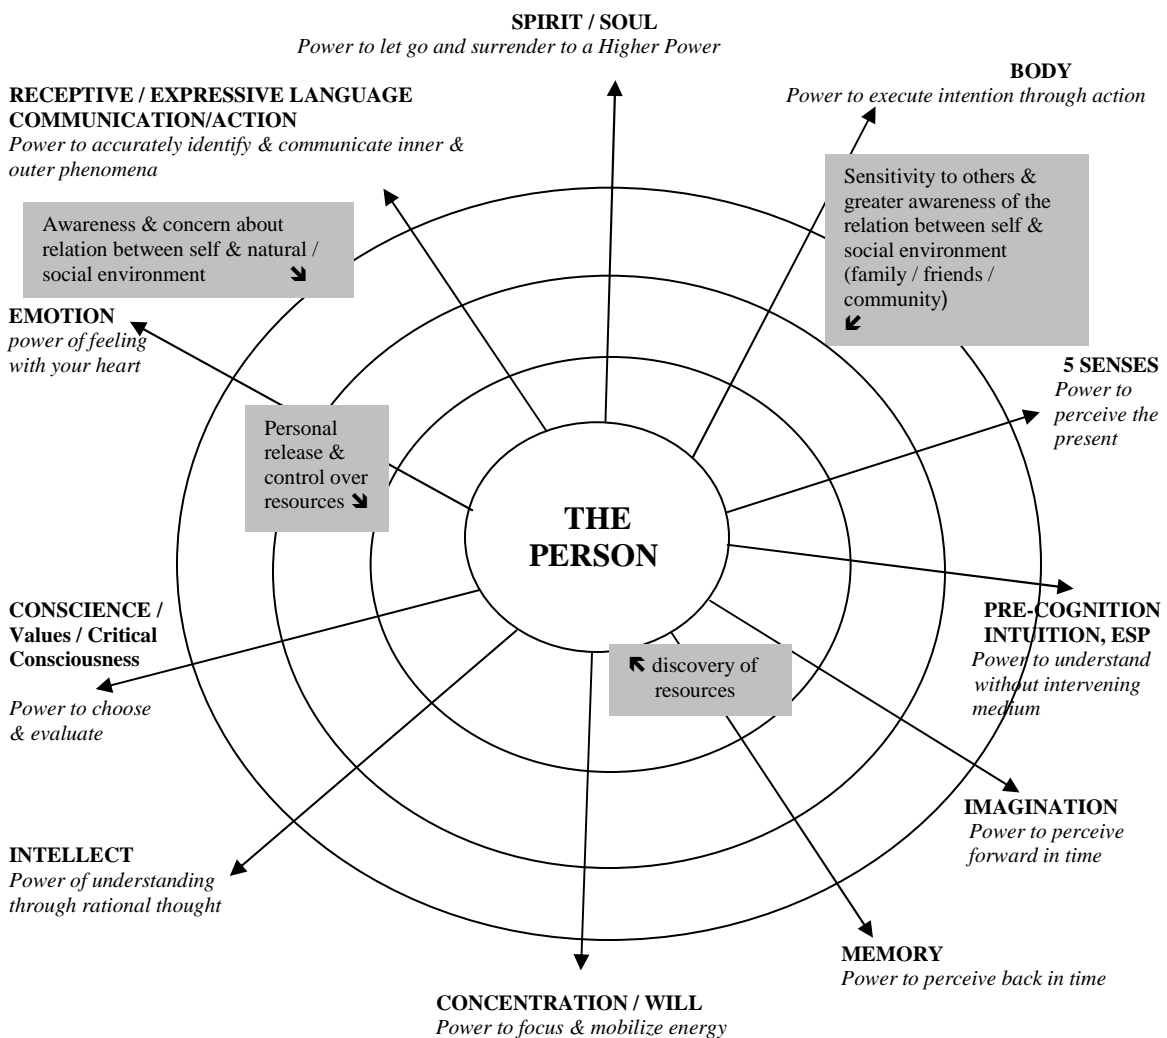 SPIRIT / SOUL
Power to let go and surrender to a Higher Power
BODY
Power to execute intention through action
RECEPTIVE / EXPRESSIVE LANGUAGE
COMMUNICATION/ACTION
Power to accurately identify & communicate inner &
outer phenomena
Sensitivity to others &
greater awareness of the
relation between self &
social environment
(family / friends /
community)
Awareness & concern about
relation between self & natural /
social environment
EMOTION
power of feeling
with your heart
5 SENSES
Power to
perceive the
present
Personal
release &
control over
resources
THE
PERSON
CONSCIENCE /
Values / Critical
Consciousness
Power to choose
& evaluate
PRE-COGNITION
INTUITION, ESP
Power to understand
without intervening
medium
discovery of
resources
IMAGINATION
Power to perceive
forward in time
INTELLECT
Power of understanding
through rational thought
MEMORY
Power to perceive back in time
CONCENTRATION / WILL
Power to focus & mobilize energy